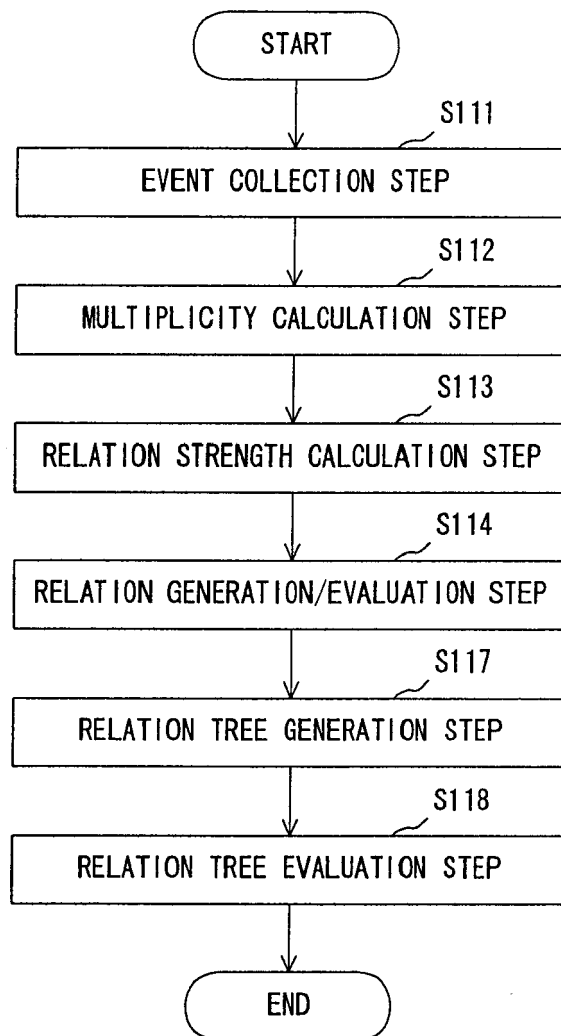 START
S111
EVENT COLLECTION STEP
S112
MULTIPLICITY CALCULATION STEP
S113
RELATION STRENGTH CALCULATION STEP
S114
RELATION GENERATION/EVALUATION STEP
S117
RELATION TREE GENERATION STEP
S118
RELATION TREE EVALUATION STEP
END